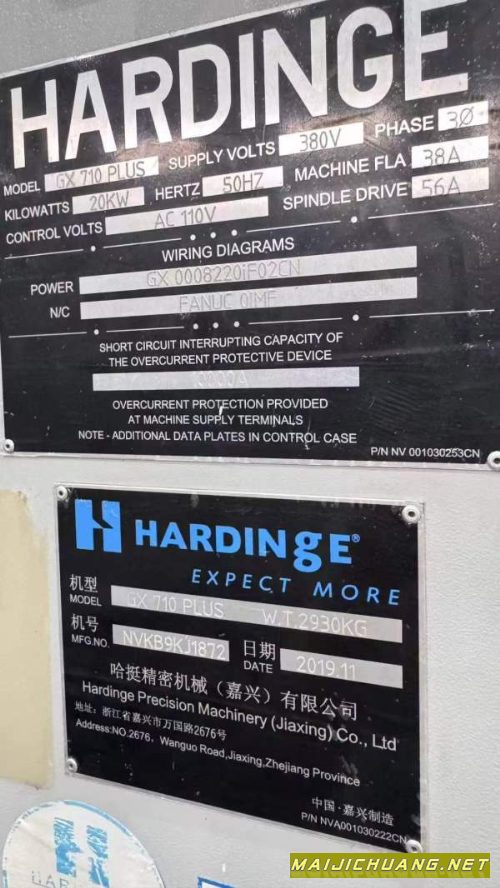 HARDINGE
MODEL GX 710 PLUS SUPPLY VOLTS 380V PHASE 3Ø
KILOWATTS 20KW HERTZ 50HZ MACHINE FLA 38A
CONTROL VOLTS AC 110V SPINDLE DRIVE 56A
WIRING DIAGRAMS
POWER GX 0008220iF02CN
N/C FANUC 0IMF
SHORT CIRCUIT INTERRUPTING CAPACITY OF
THE OVERCURRENT PROTECTIVE DEVICE
OVERCURRENT PROTECTION PROVIDED
AT MACHINE SUPPLY TERMINALS
NOTE - ADDITIONAL DATA PLATES IN CONTROL CASE
P/N NV 001030253CN
HARDINGE®
EXPECT MORE
机型
MODEL GX 710 PLUS W.T.2930KG
机号 日期
MFG.NO. NVKB9KJ1872 DATE 2019.11
哈挺精密机械（嘉兴）有限公司
Hardinge Precision Machinery (Jiaxing) Co., Ltd
地址: 浙江省嘉兴市万国路2676号
Address:NO.2676, Wanguo Road,Jiaxing,Zhejiang Province
中国·嘉兴制造
P/N NVA001030222CN
MAIJICHUANG.NET